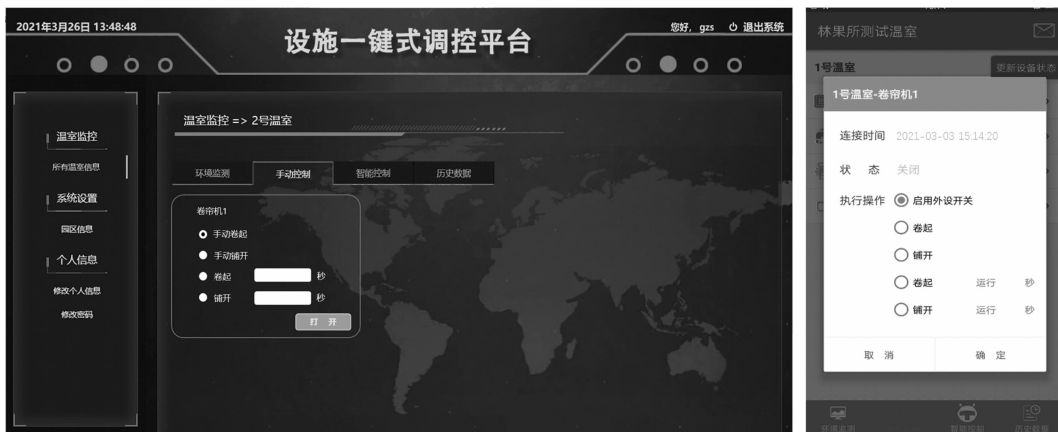 2021年3月26日 13:48:48
设施一键式调控平台
您好, gzs 退出系统
温室监控
所有温室信息
系统设置
园区信息
个人信息
修改个人信息
修改密码
温室监控 => 2号温室
环境监测 手动控制 智能控制 历史数据
卷帘机1
手动卷起
手动铺开
卷起 秒
铺开 秒
打 开
林果所测试温室
1号温室 更新设备状态
1号温室-卷帘机1
连接时间 2021-03-03 15:14:20
状 态 关闭
执行操作 启用外设开关
卷起
铺开
卷起 运行 秒
铺开 运行 秒
取 消 确 定
环境监测 智能控制 历史数据